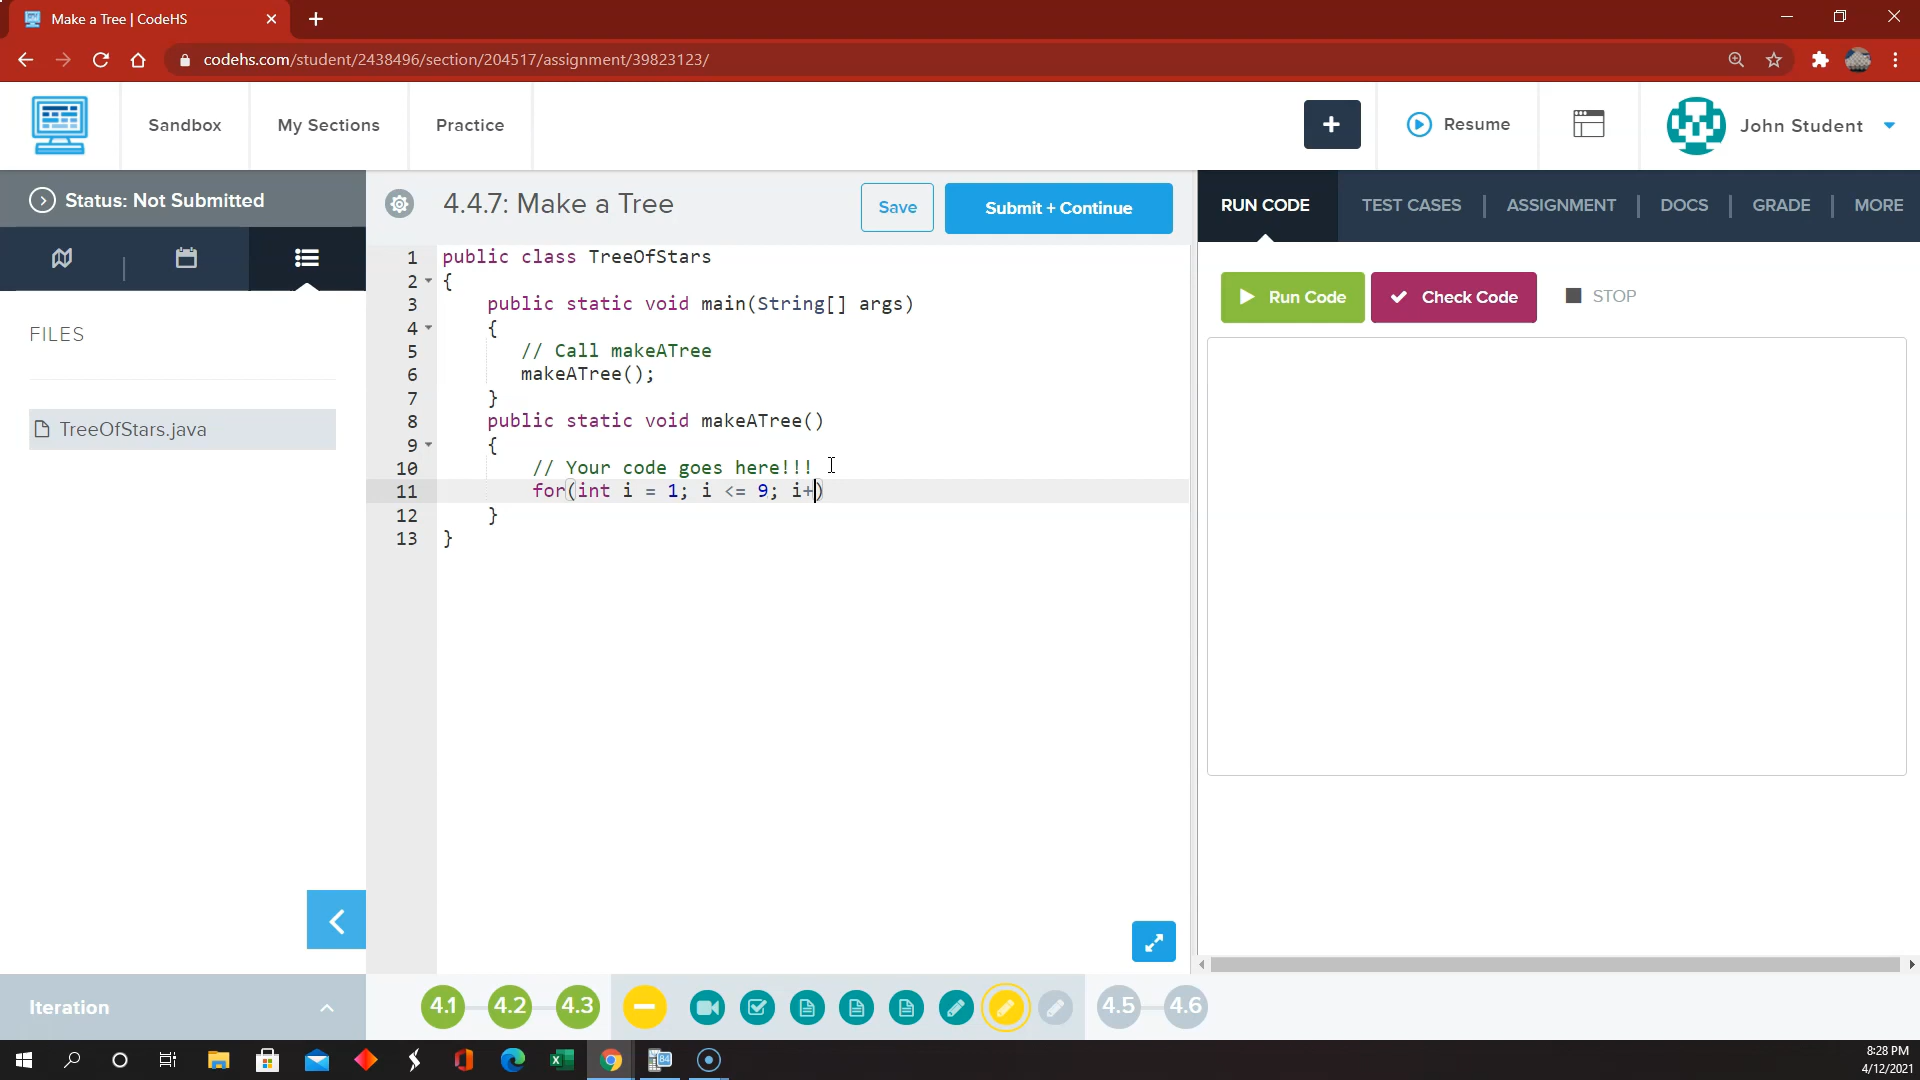 Make a Tree | CodeHS
codehs.com/student/2438496/section/204517/assignment/39823123/
Sandbox
My Sections
Practice
+
Resume
John Student
Status: Not Submitted
4.4.7: Make a Tree
Save
Submit + Continue
RUN CODE
TEST CASES
ASSIGNMENT
DOCS
GRADE
MORE
FILES
TreeOfStars.java
1 public class TreeOfStars
2 {
3 public static void main(String[] args)
4 {
5 // Call makeATree
6 makeATree();
7 }
8 public static void makeATree()
9 {
10 // Your code goes here!!!
11 for(int i = 1; i <= 9; i+)
12 }
13 }
Run Code
Check Code
STOP
Iteration
4.1
4.2
4.3
4.5
4.6
84
8:28 PM
4/12/2021